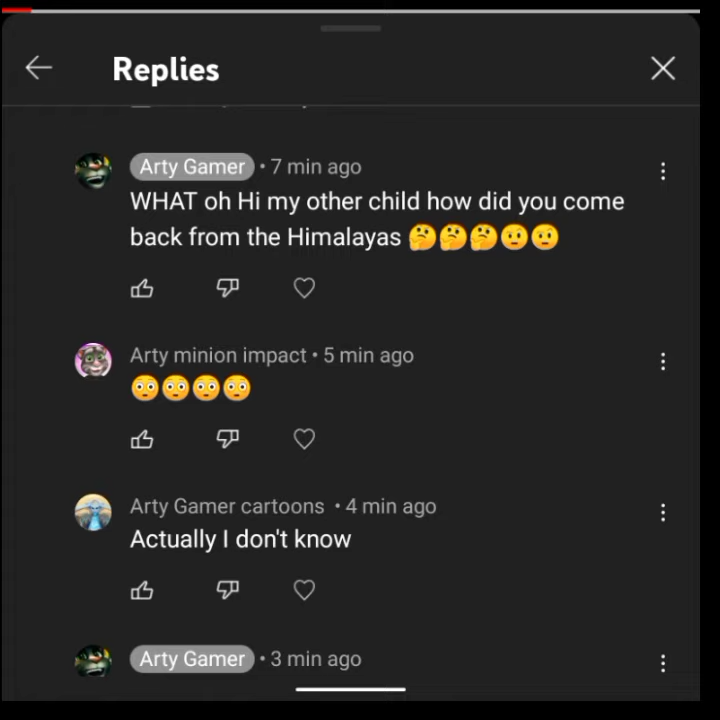 Replies
Arty Gamer • 7 min ago
WHAT oh Hi my other child how did you come
back from the Himalayas 🤔🤔🤔🤨🤨
Arty minion impact • 5 min ago
😳😳😳😳
Arty Gamer cartoons • 4 min ago
Actually I don't know
Arty Gamer • 3 min ago